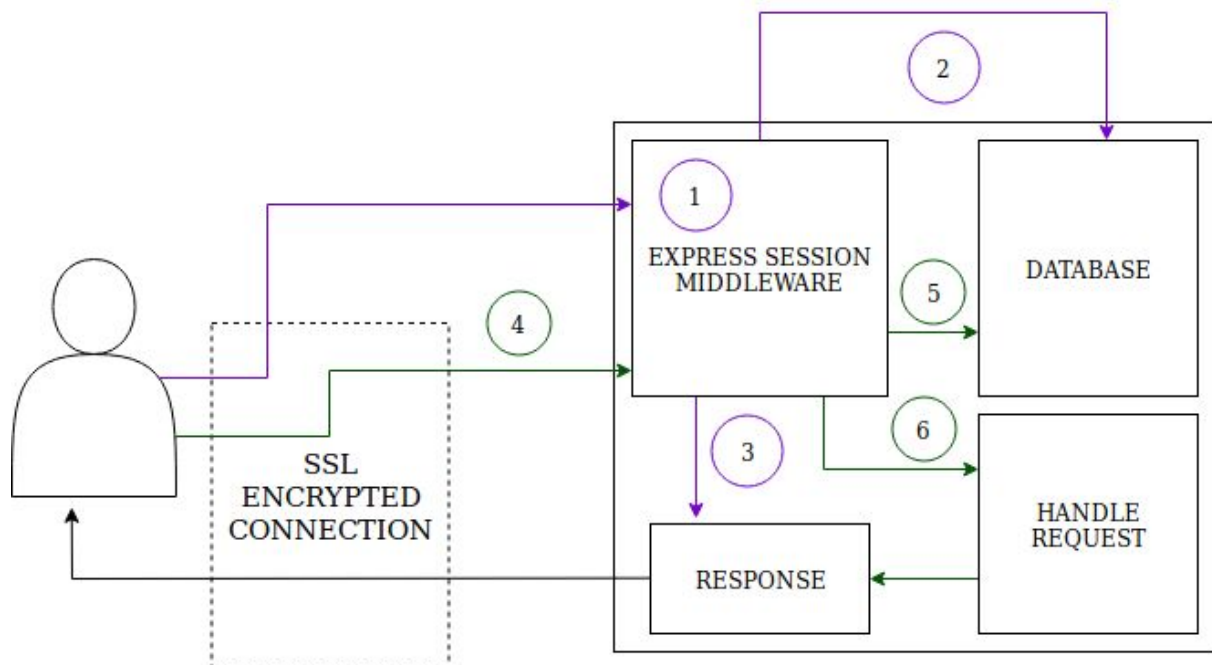 2
1
EXPRESS SESSION
MIDDLEWARE
DATABASE
5
4
6
3
SSL
ENCRYPTED
CONNECTION
HANDLE
REQUEST
RESPONSE